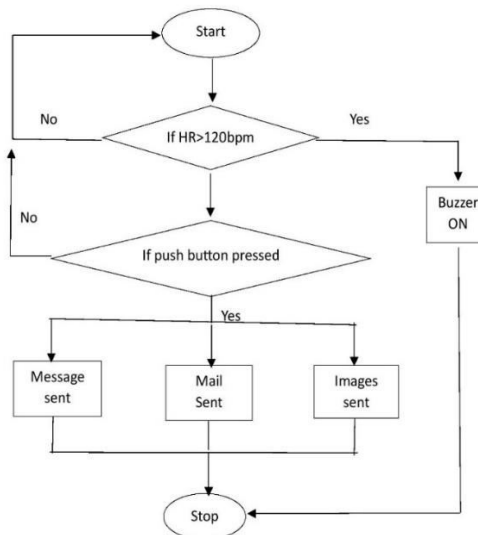 Start
No
Yes
If HR>120bpm
No
Buzzer
ON
If push button pressed
Yes
Message
sent
Mail
Sent
Images
sent
Stop